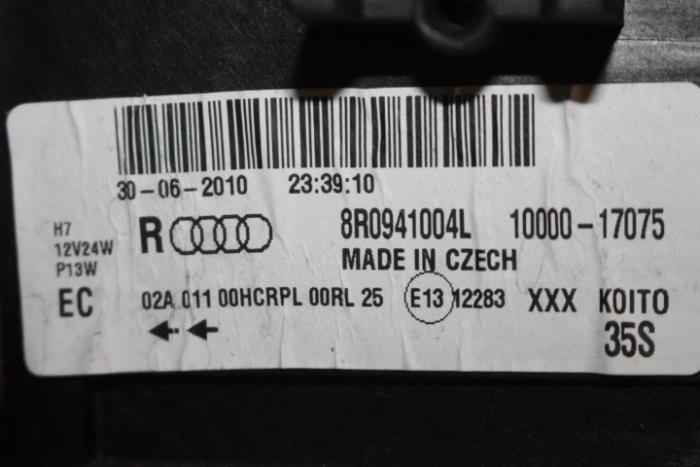 30-06-2010 23:39:10
H7
12V24W
P13W
R 8R0941004L 10000-17075
MADE IN CZECH
EC 02A 011 00HCRPL 00RL 25 E13 12283 XXX KOITO
35S